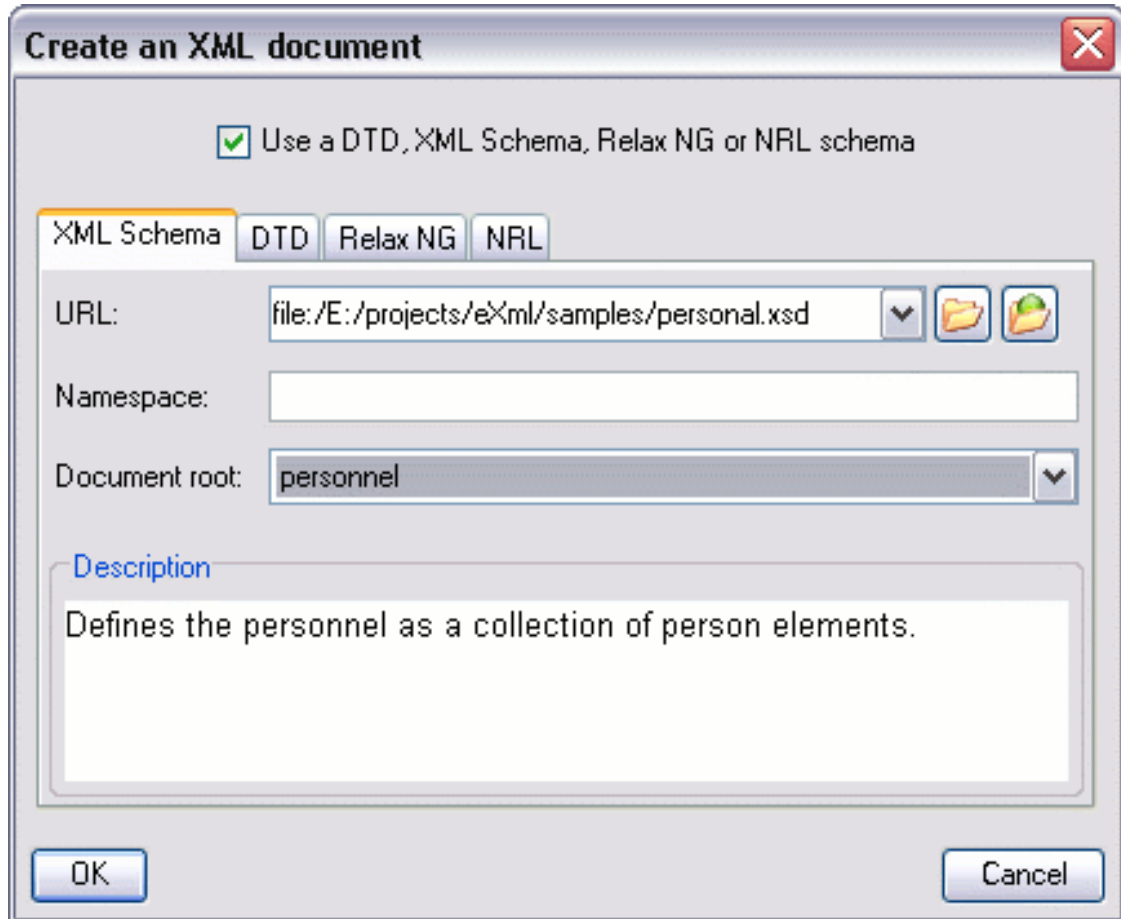 Create an XML document
Use a DTD, XML Schema, Relax NG or NRL schema
XML Schema DTD Relax NG NRL
URL: file:/E:/projects/eXml/samples/personal.xsd
Namespace:
Document root: personnel
Description
Defines the personnel as a collection of person elements.
OK Cancel